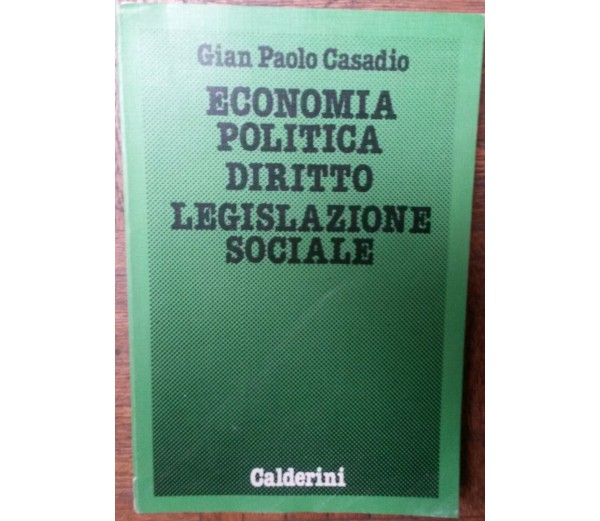 Gian Paolo Casadio
ECONOMIA
POLITICA
DIRITTO
LEGISLAZIONE
SOCIALE
Calderini